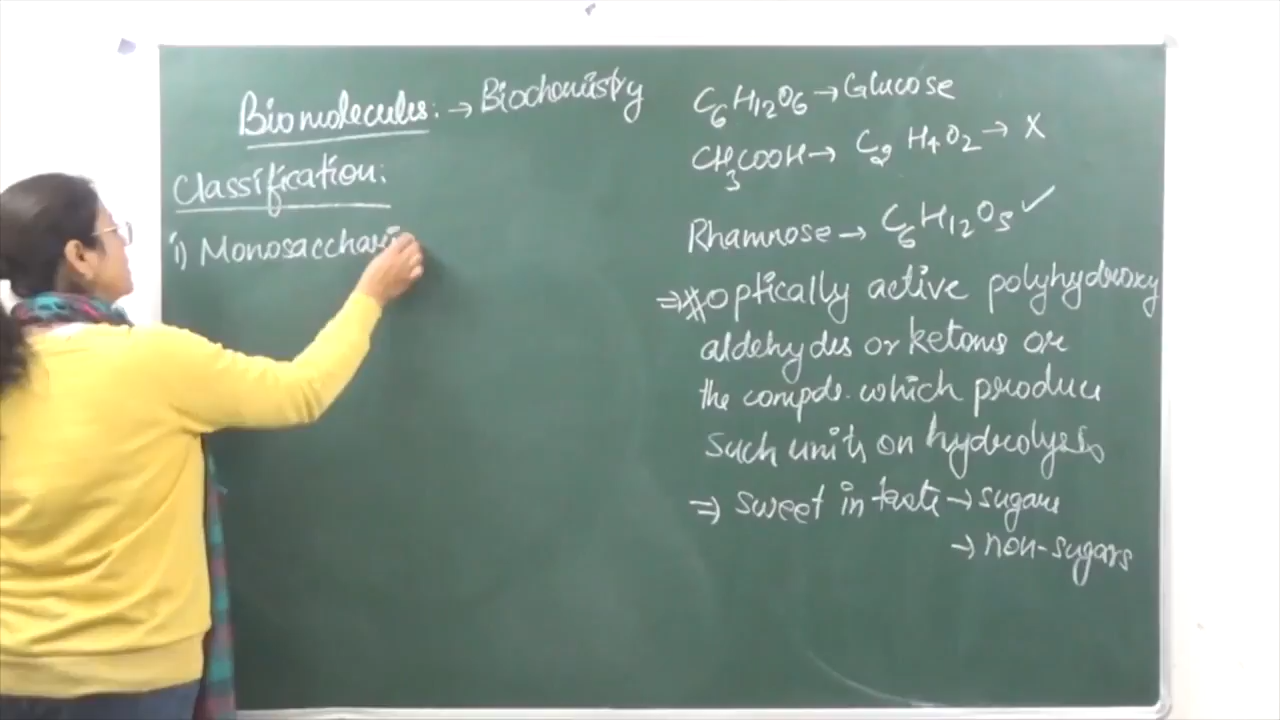 Biomolecules: → Biochemistry
Classification:
i) Monosacchari
C6H12O6 → Glucose
CH3COOH → C2H4O2 → X
Rhamnose → C6H12O5 ✓
⇒ * optically active polyhydroxy
aldehydes or ketones or
the compds. which produce
such units on hydrolysis
⇒ sweet in taste → sugars
→ non-sugars